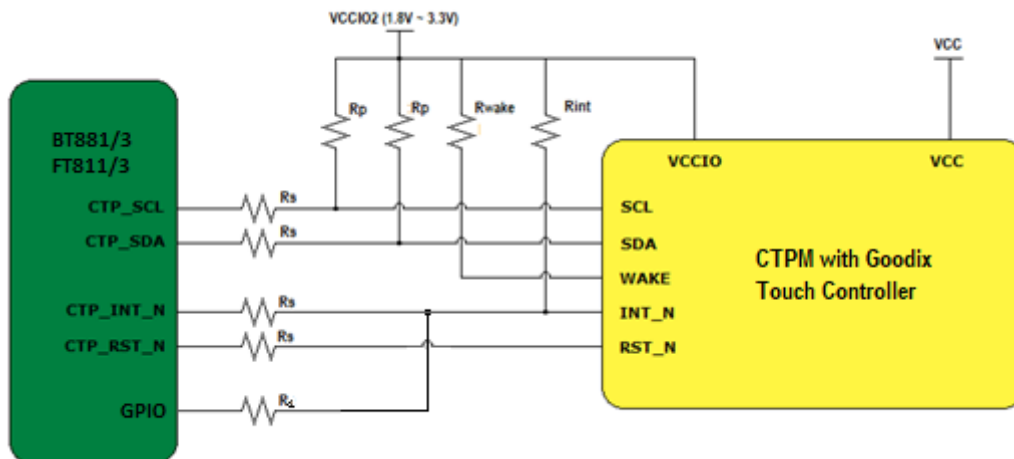 VCCIO2 (1.8V ~ 3.3V)
VCC
Rp
Rp
Rwake
Rint
BT881/3
FT811/3
VCCIO
VCC
CTP_SCL
Rs
SCL
CTP_SDA
Rs
SDA
WAKE
CTPM with Goodix
Touch Controller
CTP_INT_N
Rs
INT_N
CTP_RST_N
Rs
RST_N
GPIO